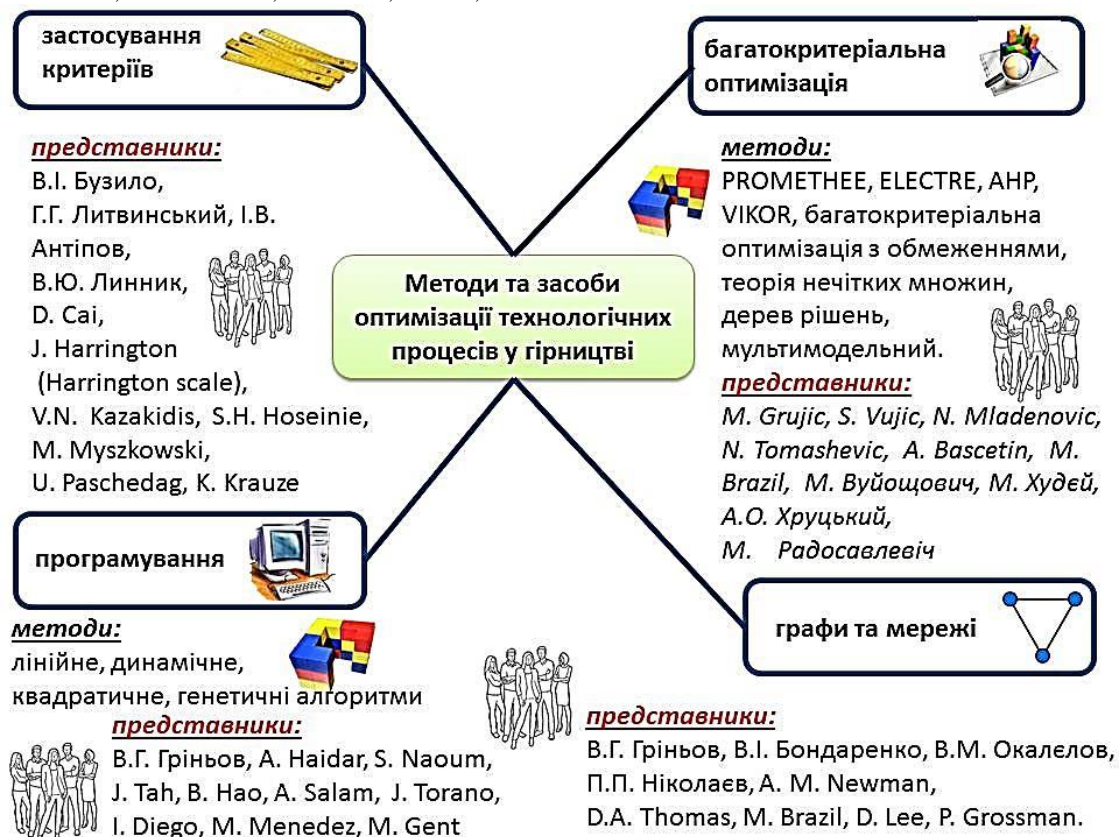 застосування
критеріїв
представники:
В.І. Бузило,
Г.Г. Литвинський, І.В.
Антіпов,
В.Ю. Линник,
D. Cai,
J. Harrington
(Harrington scale),
V.N. Kazakidis, S.H. Hoseinie,
M. Myszkowski,
U. Paschedag, K. Krauze
багатокритеріальна
оптимізація
методи:
PROMETHEE, ELECTRE, AHP,
VIKOR, багатокритеріальна
оптимізація з обмеженнями,
теорія нечітких множин,
дерев рішень,
мультимодельний.
представники:
M. Grujic, S. Vujic, N. Mladenovic,
N. Tomashevic, A. Bascetin, M.
Brazil, М. Вуйощович, М. Худєй,
А.О. Хруцький,
М. Радосавлевіч
Методи та засоби
оптимізації технологічних
процесів у гірництві
програмування
методи:
лінійне, динамічне,
квадратичне, генетичні алгоритми
представники:
В.Г. Гріньов, A. Haidar, S. Naoum,
J. Tah, B. Hao, A. Salam, J. Torano,
I. Diego, M. Menedez, M. Gent
графи та мережі
представники:
В.Г. Гріньов, В.І. Бондаренко, В.М. Окалєлов,
П.П. Ніколаєв, A. M. Newman,
D.A. Thomas, M. Brazil, D. Lee, P. Grossman.